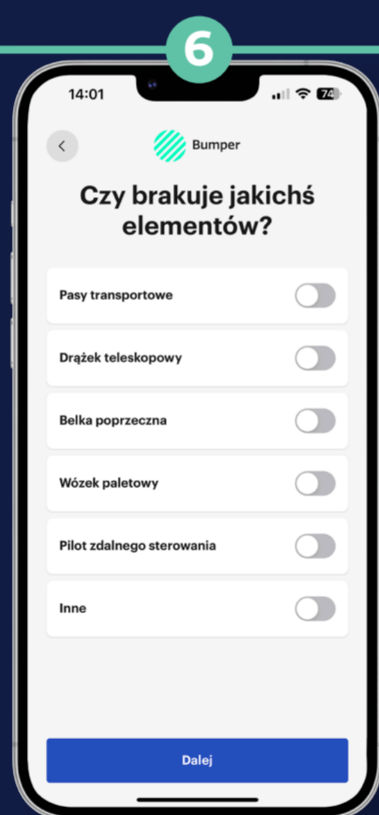 6
14:01
74
Bumper
Czy brakuje jakichś
elementów?
Pasy transportowe
Drążek teleskopowy
Belka poprzeczna
Wózek paletowy
Pilot zdalnego sterowania
Inne
Dalej